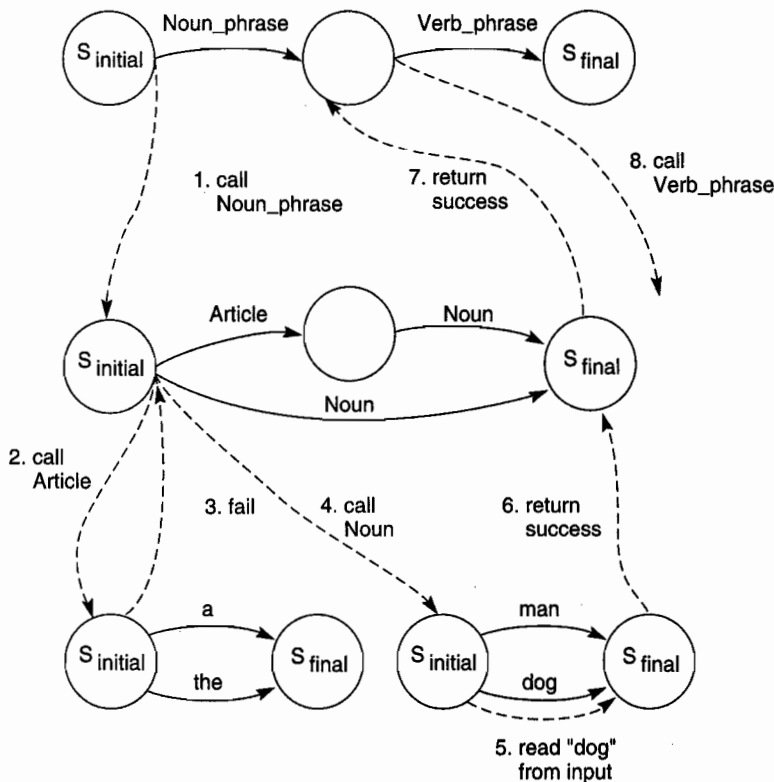 Noun_phrase
Verb_phrase
S initial
S final
1. call
Noun_phrase
7. return
success
8. call
Verb_phrase
Article
Noun
S initial
S final
Noun
2. call
Article
3. fail
4. call
Noun
6. return
success
a
man
S initial
S final
S initial
S final
the
dog
5. read "dog"
from input